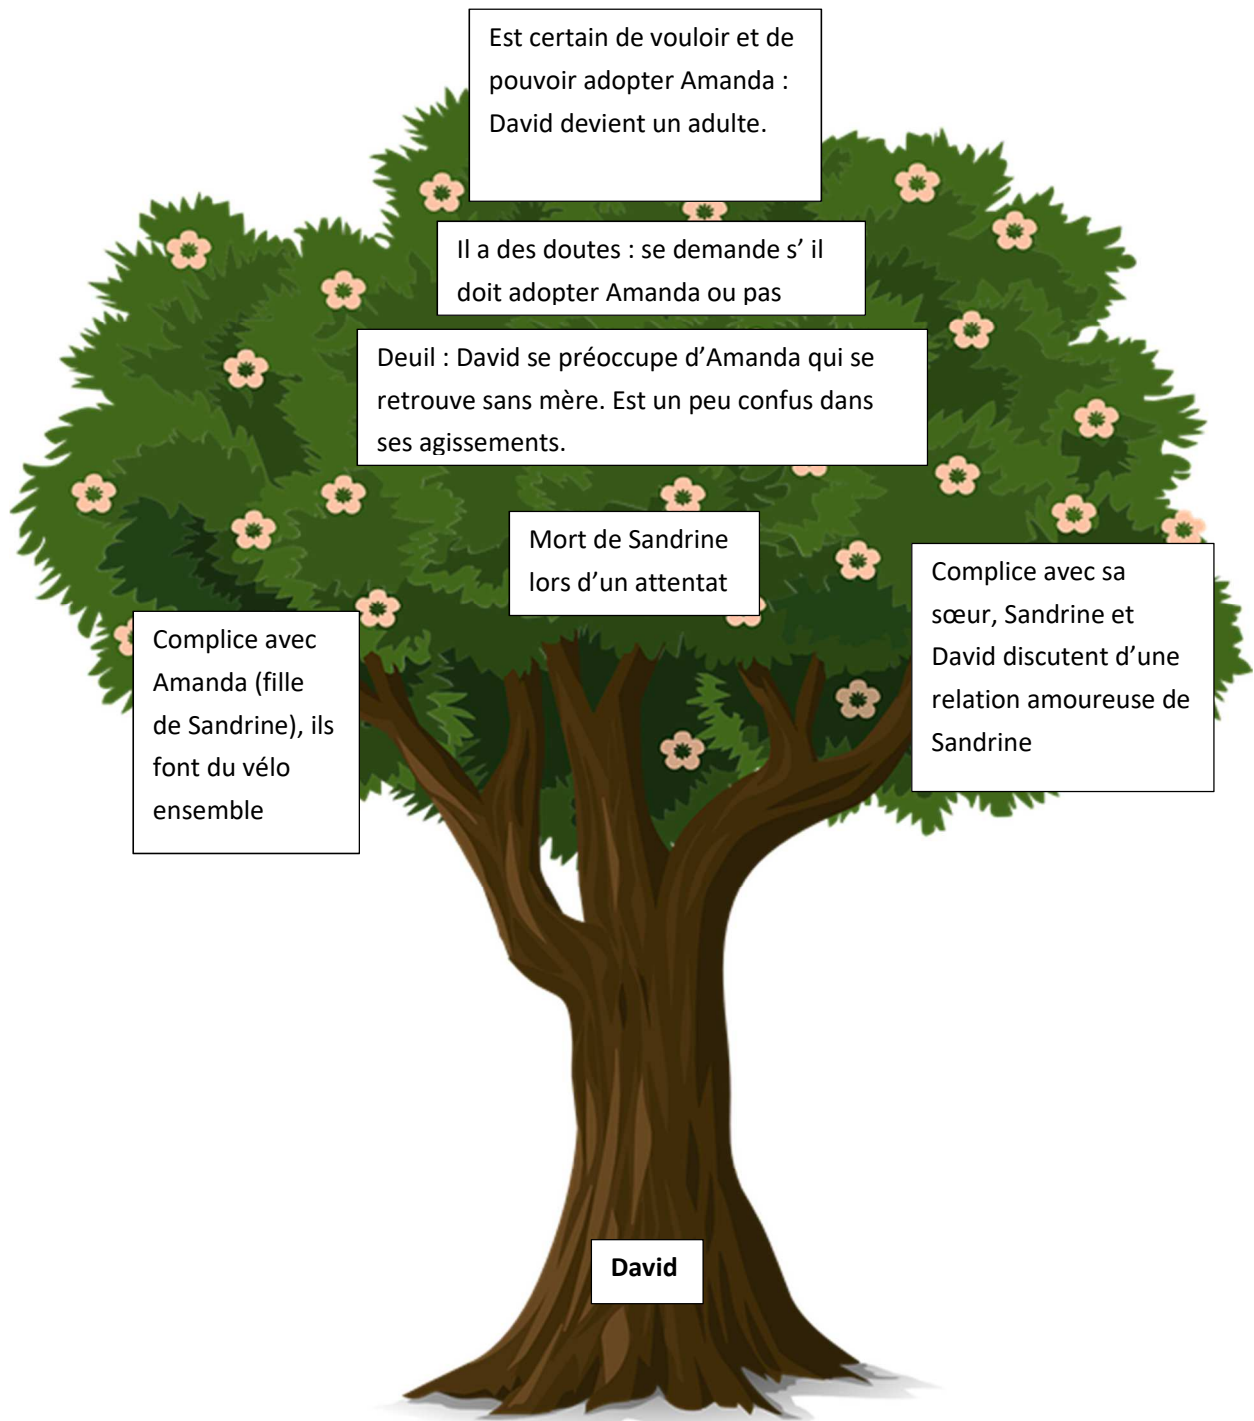 Est certain de vouloir et de
pouvoir adopter Amanda :
David devient un adulte.
Il a des doutes : se demande s’ il
doit adopter Amanda ou pas
Deuil : David se préoccupe d’Amanda qui se
retrouve sans mère. Est un peu confus dans
ses agissements.
Mort de Sandrine
lors d’un attentat
Complice avec sa
sœur, Sandrine et
David discutent d’une
relation amoureuse de
Sandrine
Complice avec
Amanda (fille
de Sandrine), ils
font du vélo
ensemble
David